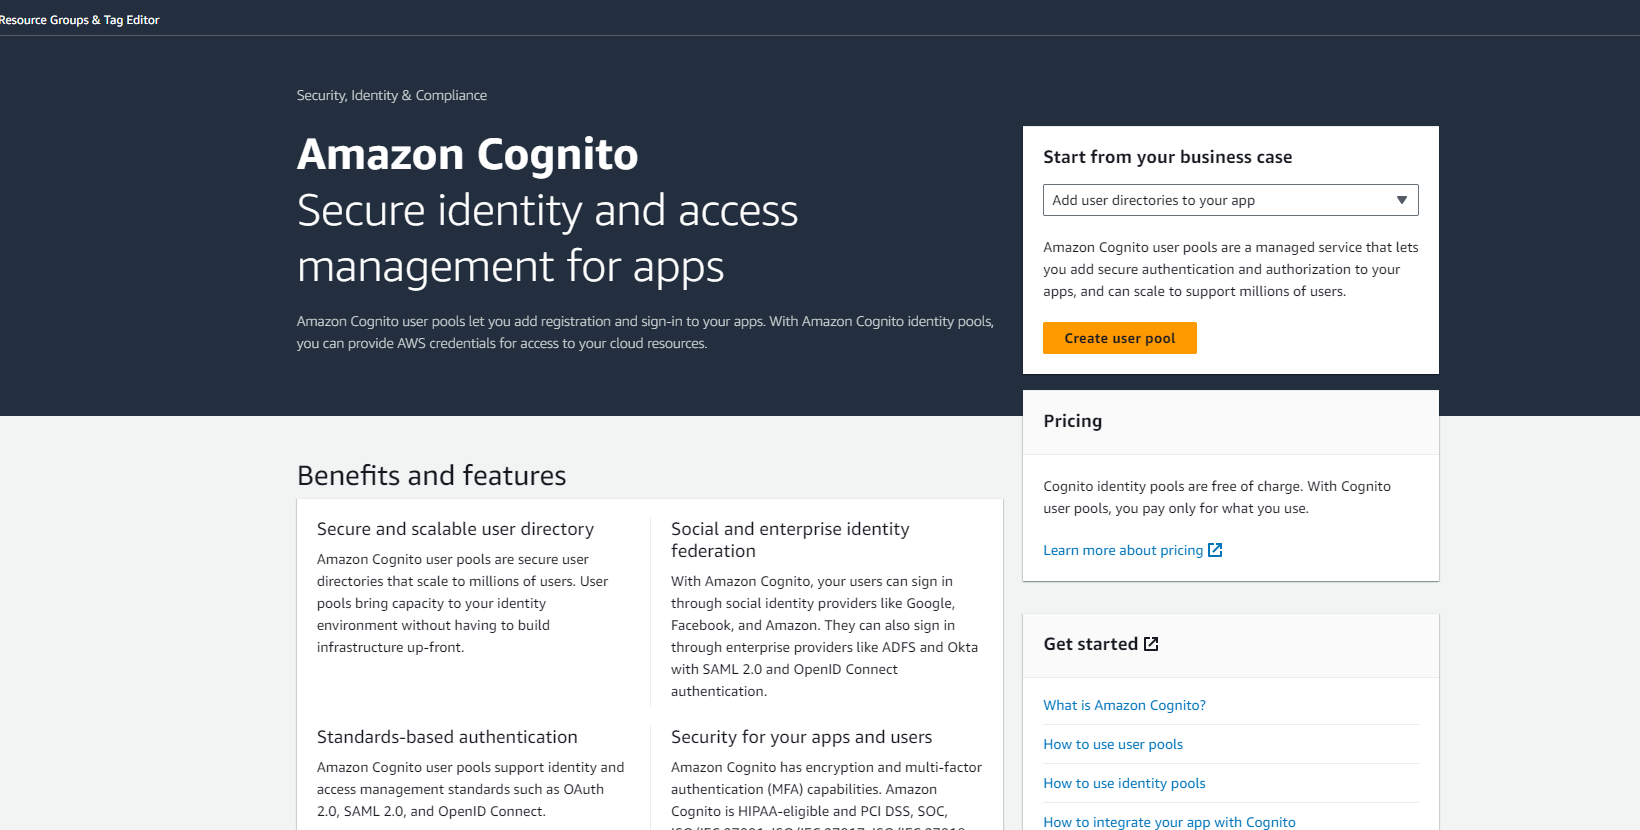 Resource Groups & Tag Editor
Security, Identity & Compliance
Amazon Cognito
Secure identity and access
management for apps
Amazon Cognito user pools let you add registration and sign-in to your apps. With Amazon Cognito identity pools,
you can provide AWS credentials for access to your cloud resources.
Start from your business case
Add user directories to your app
Amazon Cognito user pools are a managed service that lets
you add secure authentication and authorization to your
apps, and can scale to support millions of users.
Create user pool
Pricing
Cognito identity pools are free of charge. With Cognito
user pools, you pay only for what you use.
Learn more about pricing
Get started
What is Amazon Cognito?
How to use user pools
How to use identity pools
How to integrate your app with Cognito
Benefits and features
Secure and scalable user directory
Amazon Cognito user pools are secure user
directories that scale to millions of users. User
pools bring capacity to your identity
environment without having to build
infrastructure up-front.
Social and enterprise identity
federation
With Amazon Cognito, your users can sign in
through social identity providers like Google,
Facebook, and Amazon. They can also sign in
through enterprise providers like ADFS and Okta
with SAML 2.0 and OpenID Connect
authentication.
Standards-based authentication
Amazon Cognito user pools support identity and
access management standards such as OAuth
2.0, SAML 2.0, and OpenID Connect.
Security for your apps and users
Amazon Cognito has encryption and multi-factor
authentication (MFA) capabilities. Amazon
Cognito is HIPAA-eligible and PCI DSS, SOC,